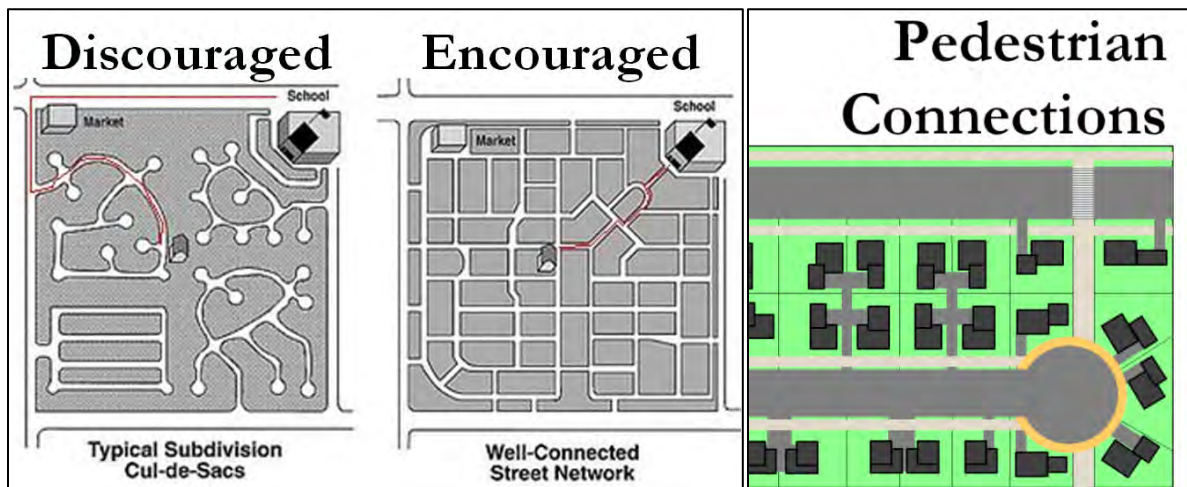 Discouraged
School
Market
Typical Subdivision
Cul-de-Sacs
Encouraged
School
Market
Well-Connected
Street Network
Pedestrian
Connections